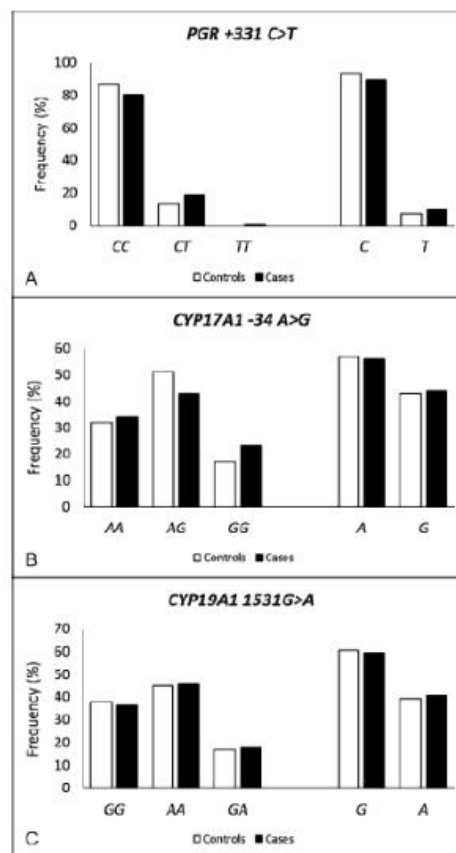 PGR +331 C>T
Frequency (%)
100
80
60
40
20
0
CC CT TT C T
A
Controls Cases
CYP17A1 -34 A>G
Frequency (%)
60
50
40
30
20
10
0
AA AG GG A G
B
Controls Cases
CYP19A1 1531G>A
Frequency (%)
70
60
50
40
30
20
10
0
GG AA GA G A
C
Controls Cases